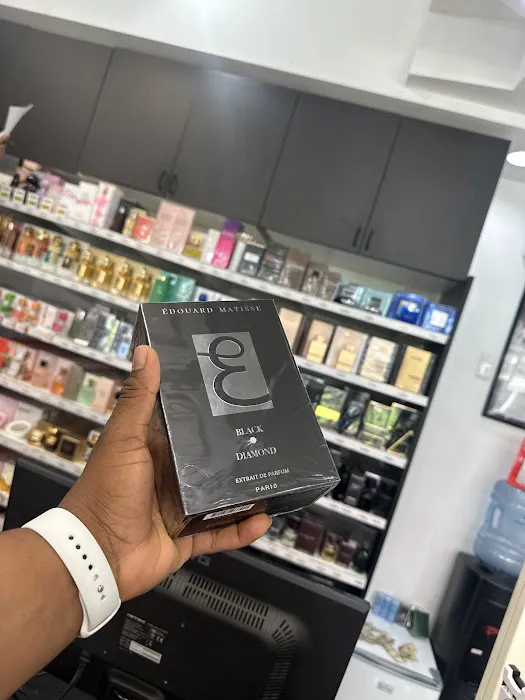 ÉDOUARD MATISSE
É
BLACK
DIAMOND
EXTRAIT DE PARFUM
PARIS